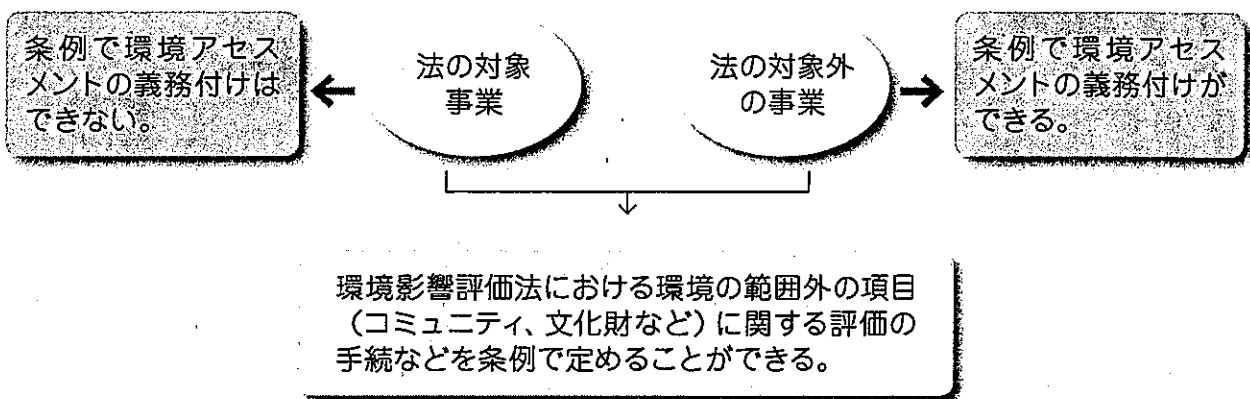 条例で環境アセス
メントの義務付けは
できない。
法の対象
事業
法の対象外
の事業
条例で環境アセス
メントの義務付けが
できる。
環境影響評価法における環境の範囲外の項目
（コミュニティ、文化財など）に関する評価の
手続などを条例で定めることができる。